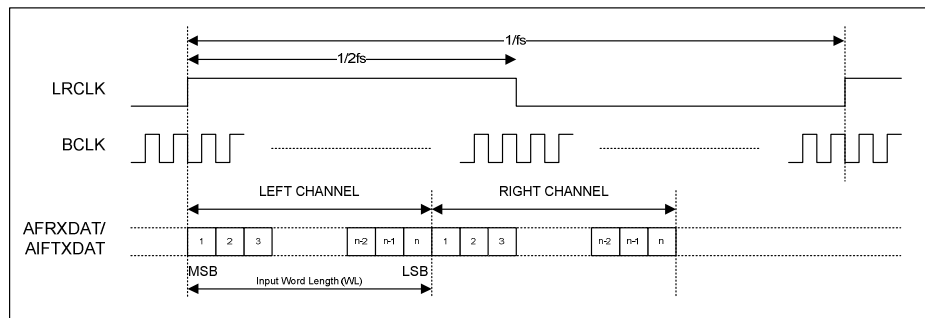 1/fs
1/2fs
LRCLK
BCLK
LEFT CHANNEL RIGHT CHANNEL
AFRXDAT/
AIFTXDAT
1 2 3 n-2 n-1 n 1 2 3 n-2 n-1 n
MSB LSB
Input Word Length (WL)